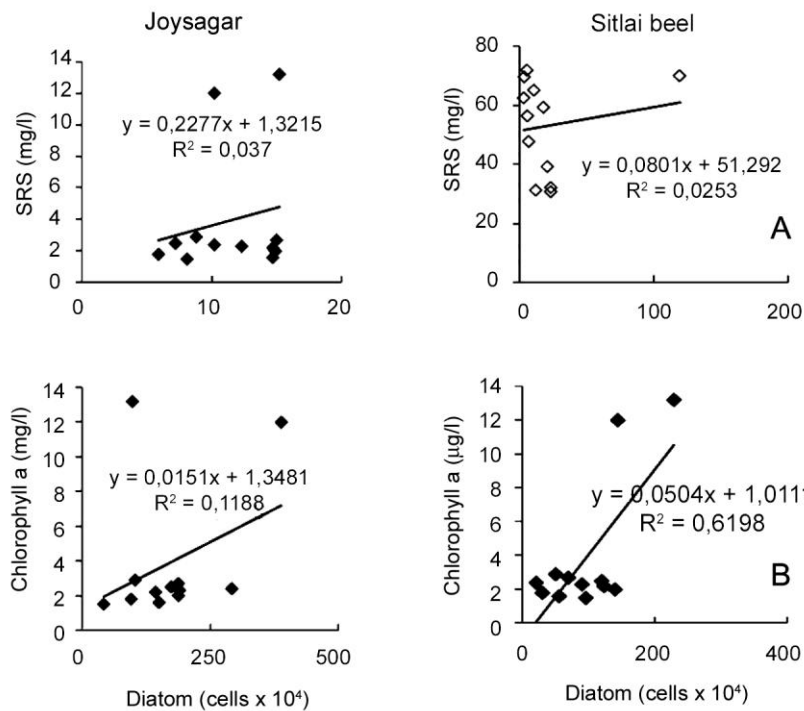 Joysagar
SRS (mg/l)
14
12
10
8
6
4
2
0
y = 0,2277x + 1,3215
R² = 0,037
0
10
20
Sitlai beel
SRS (mg/l)
80
60
40
20
0
y = 0,0801x + 51,292
R² = 0,0253
A
0
100
200
Chlorophyll a (mg/l)
14
12
10
8
6
4
2
0
y = 0,0151x + 1,3481
R² = 0,1188
0
250
500
Diatom (cells x 10⁴)
Chlorophyll a (µg/l)
14
12
10
8
6
4
2
0
y = 0,0504x + 1,0111
R² = 0,6198
B
0
200
400
Diatom (cells x 10⁴)